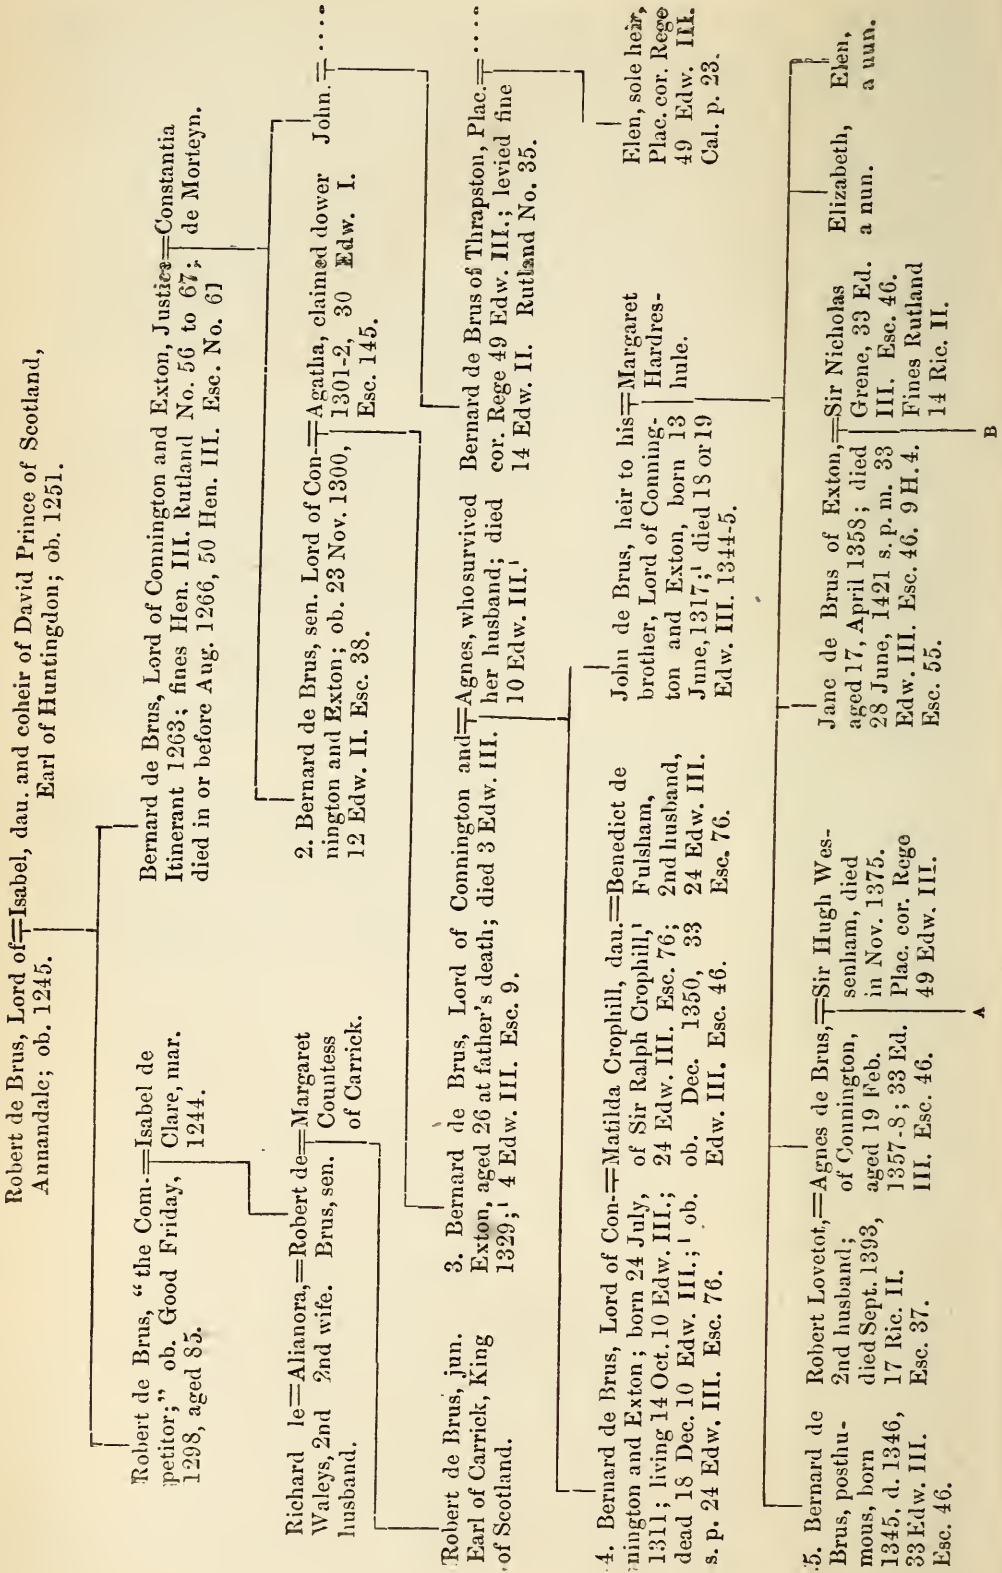 Robert de Brus, Lord of=Isabel, dau. and coheir of David Prince of Scotland,
Annandale; ob. 1245. Earl of Huntingdon; ob. 1251.
Robert de Brus, “the Com-=Isabel de
petitor;” ob. Good Friday, Clare, mar.
1298, aged 85. 1244.
Bernard de Brus, Lord of Connington and Exton, Justice=Constantia
Itinerant 1263; fines Hen. III. Rutland No. 56 to 67; de Morteyn.
died in or before Aug. 1266, 50 Hen. III. Esc. No. 61
Richard le=Alianora,=Robert de=Margaret
Waleys, 2nd 2nd wife. Brus, sen. Countess
husband. of Carrick.
2. Bernard de Brus, sen. Lord of Con-=Agatha, claimed dower
nington and Exton; ob. 23 Nov. 1300, 1301-2, 30 Edw. I.
12 Edw. II. Esc. 38. Esc. 145.
John.=....
Robert de Brus, jun.
Earl of Carrick, King
of Scotland.
3. Bernard de Brus, Lord of Connington and=Agnes, who survived
Exton, aged 26 at father's death; died 3 Edw. III. her husband; died
1329;¹ 4 Edw. III. Esc. 9. 10 Edw. III.¹
Bernard de Brus of Thrapston, Plac.=....
cor. Rege 49 Edw. III.; levied fine
14 Edw. II. Rutland No. 35.
4. Bernard de Brus, Lord of Con-=Matilda Crophill, dau.=Benedict de
nington and Exton; born 24 July, of Sir Ralph Crophill,¹ Fulsham,
1311; living 14 Oct. 10 Edw. III.; 24 Edw. III. Esc. 76; 2nd husband,
dead 18 Dec. 10 Edw. III.;¹ ob. ob. Dec. 1350, 33 24 Edw. III.
s. p. 24 Edw. III. Esc. 76. Edw. III. Esc. 46. Esc. 76.
John de Brus, heir to his=Margaret
brother, Lord of Conning- Hardres-
ton and Exton, born 13 hule.
June, 1317;¹ died 18 or 19
Edw. III. 1344-5.
Elen, sole heir,
Plac. cor. Rege
49 Edw. III.
Cal. p. 23.
5. Bernard de
Brus, posthu-
mous, born
1345, d. 1346,
33 Edw. III.
Esc. 46.
Robert Lovetot,=Agnes de Brus,=Sir Hugh Wes-
2nd husband; of Connington, senham, died
died Sept. 1393, aged 19 Feb. in Nov. 1375.
17 Ric. II. 1357-8; 33 Ed. Plac. cor. Rege
Esc. 37. III. Esc. 46. 49 Edw. III.
A
Jane de Brus of Exton,=Sir Nicholas
aged 17, April 1358; died Grene, 33 Ed.
28 June, 1421 s. p. m. 33 III. Esc. 46.
Edw. III. Esc. 46. 9 H. 4. Fines Rutland
Esc. 55. 14 Ric. II.
B
Elizabeth,
a nun.
Elen,
a nun.